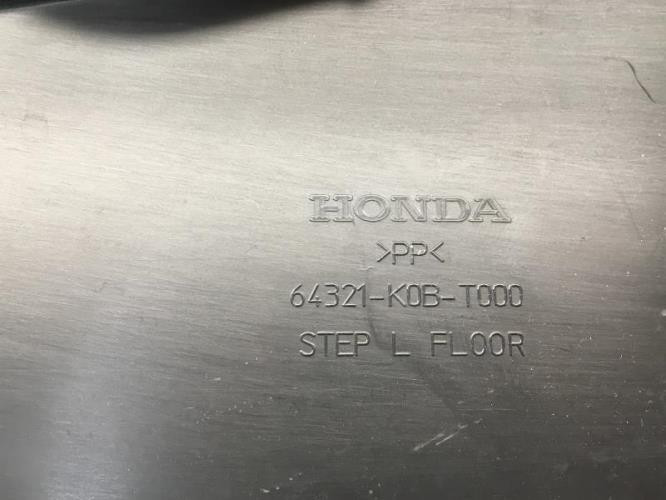 HONDA
>PP<
64321-K0B-T000
STEP L FLOOR